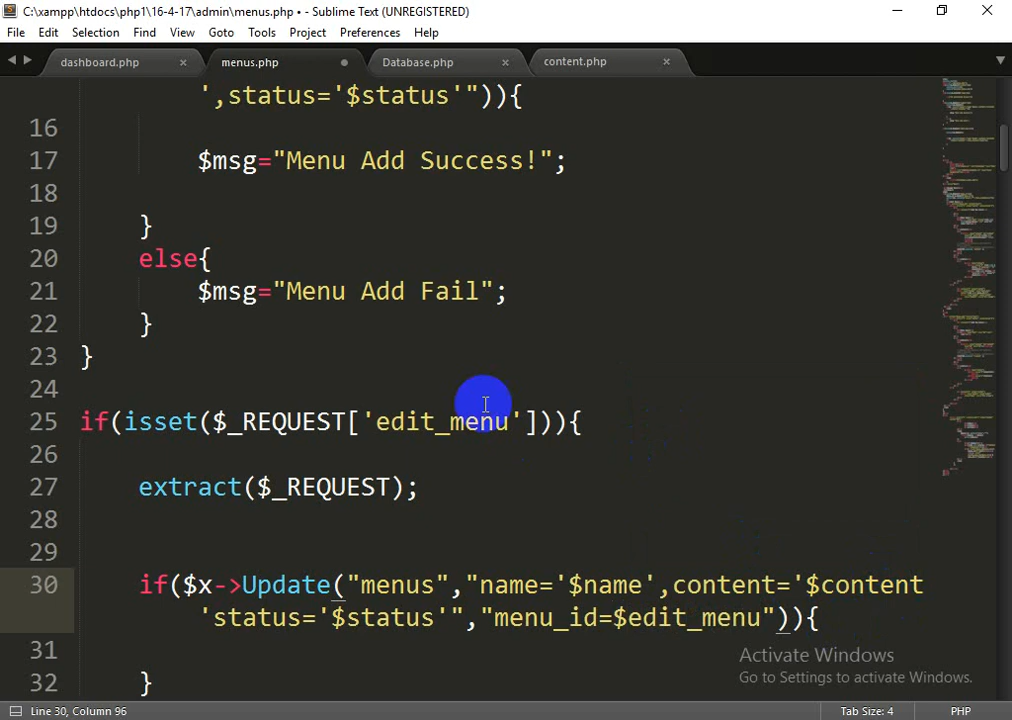 C:\xampp\htdocs\php1\16-4-17\admin\menus.php • - Sublime Text (UNREGISTERED)
File Edit Selection Find View Goto Tools Project Preferences Help
dashboard.php × menus.php Database.php × content.php ×
',status='$status'")){
16
17 $msg="Menu Add Success!";
18
19 }
20 else{
21 $msg="Menu Add Fail";
22 }
23 }
24
25 if(isset($_REQUEST['edit_menu'])){
26
27 extract($_REQUEST);
28
29
30 if($x->Update("menus","name='$name',content='$content
'status='$status'","menu_id=$edit_menu")){
31
32 }
Activate Windows
Go to Settings to activate Windows.
Line 30, Column 96 Tab Size: 4 PHP